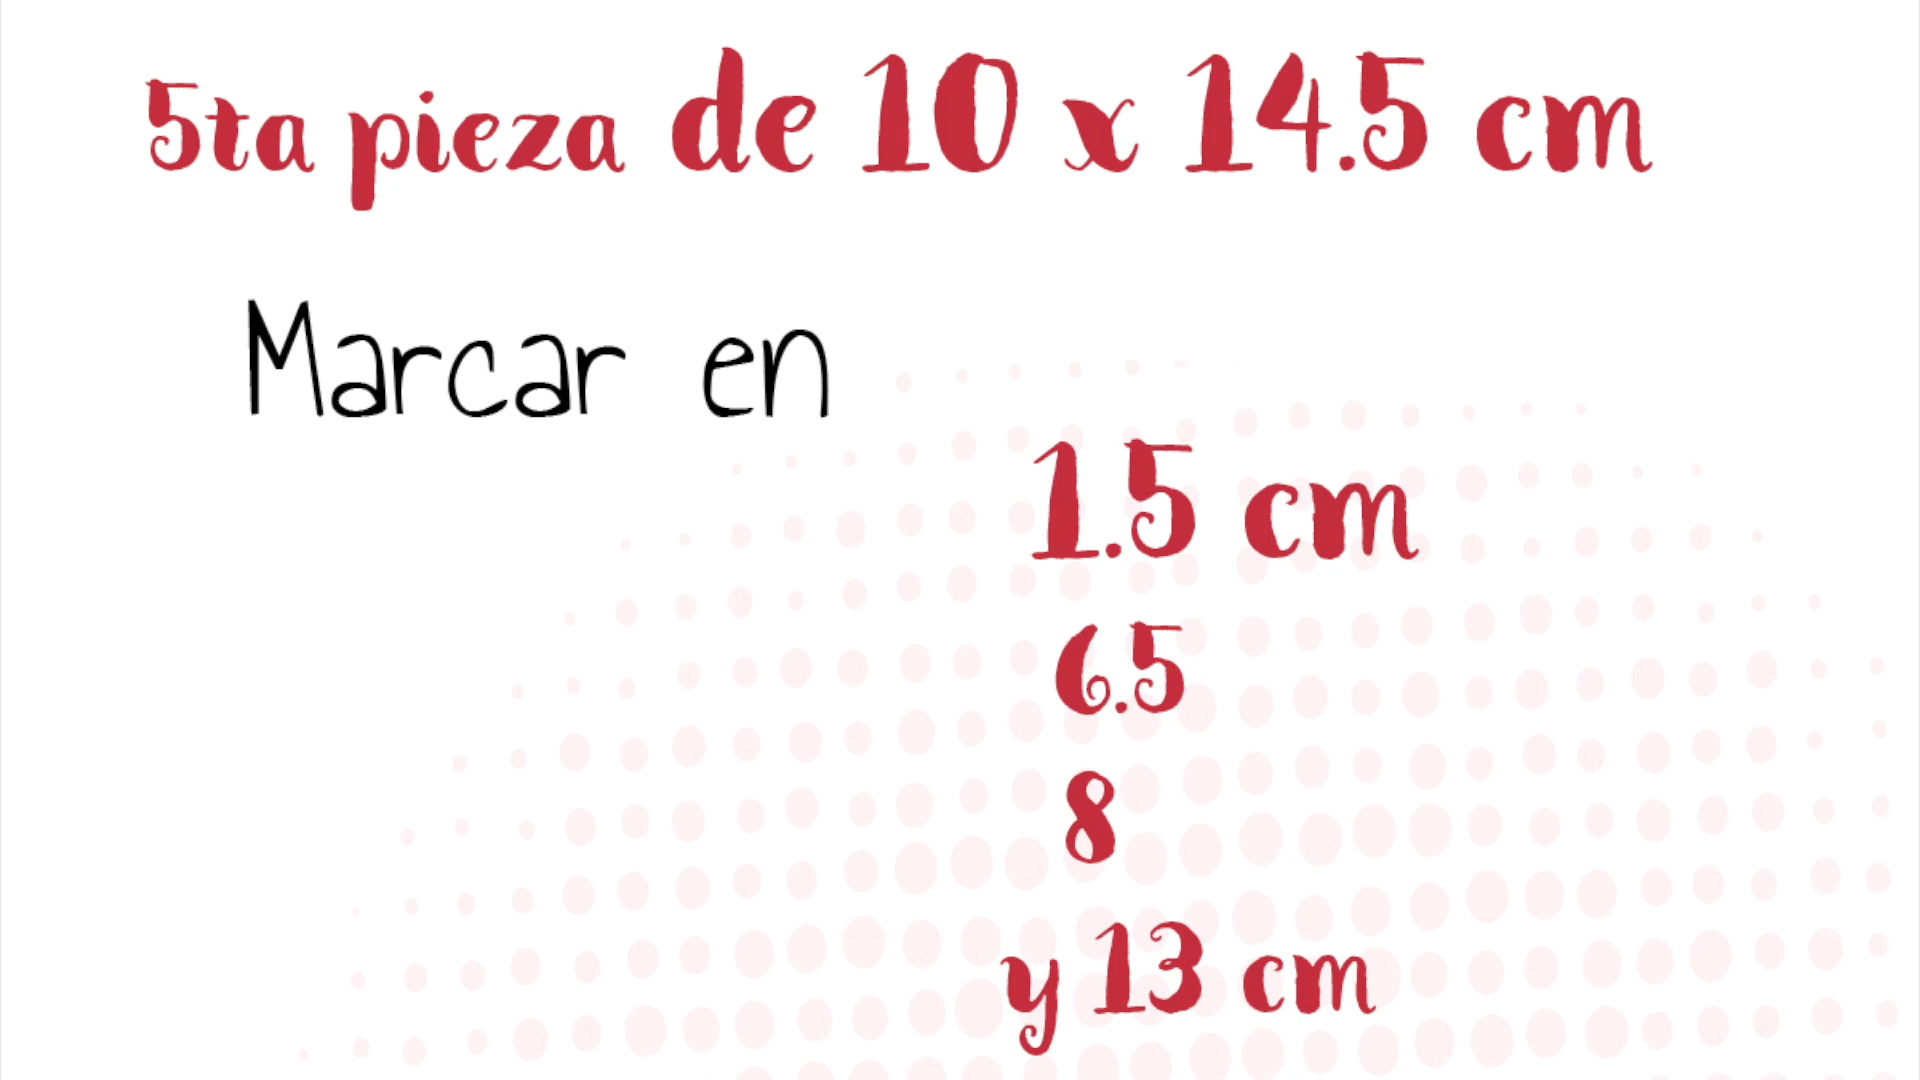 5ta pieza de 10 x 14.5 cm
Marcar en
1.5 cm
6.5
8
y 13 cm